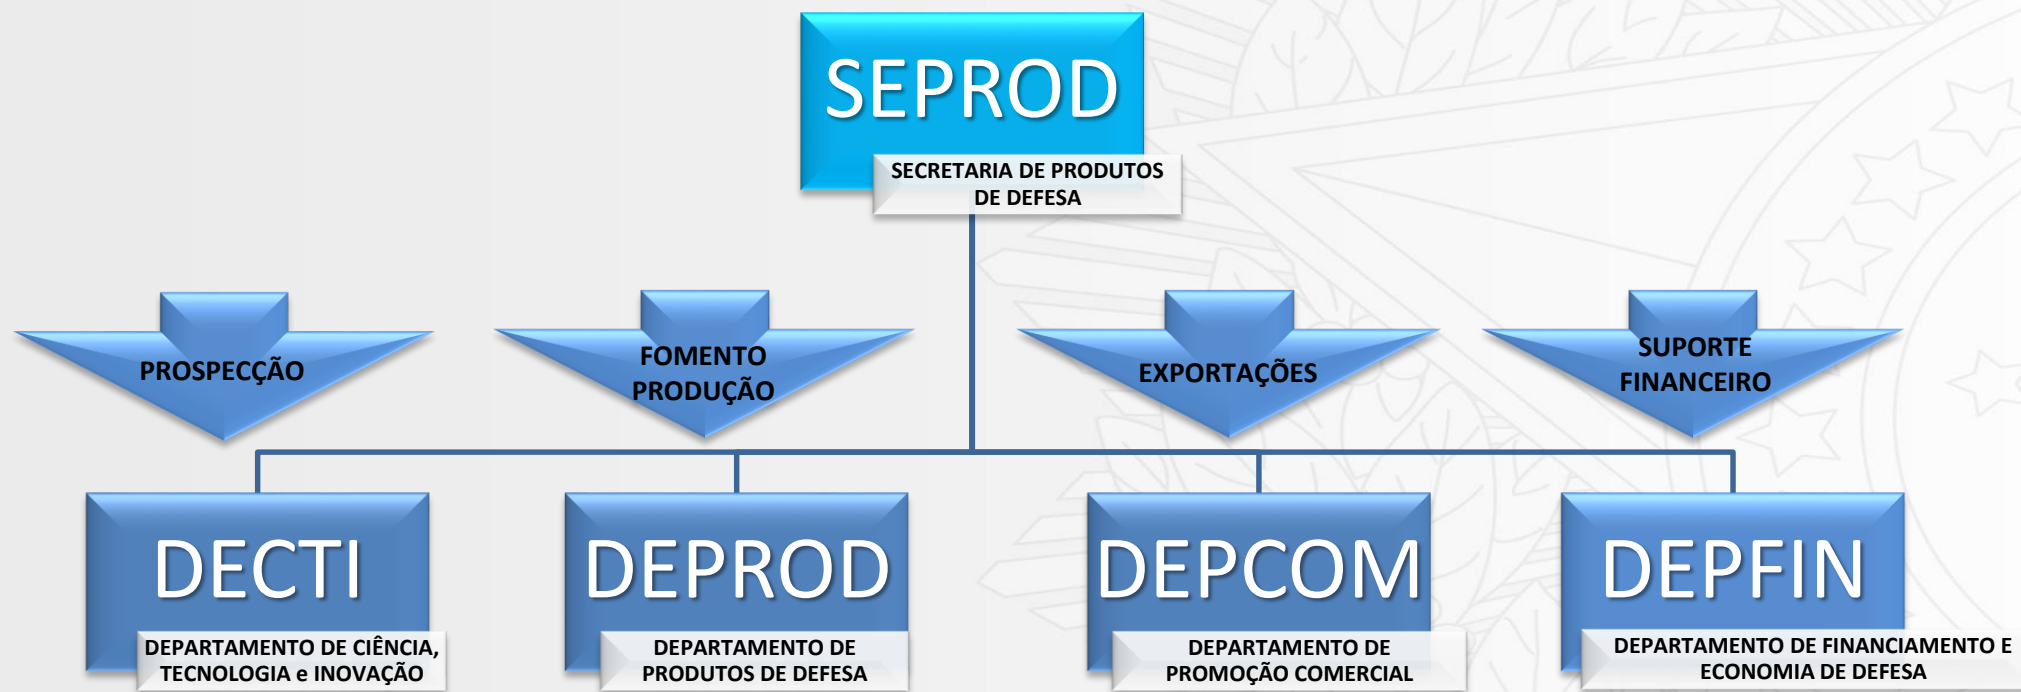 SEPROD
SECRETARIA DE PRODUTOS
DE DEFESA
PROSPECÇÃO
FOMENTO
PRODUÇÃO
EXPORTAÇÕES
SUPORTE
FINANCEIRO
DECTI
DEPARTAMENTO DE CIÊNCIA,
TECNOLOGIA e INOVAÇÃO
DEPROD
DEPARTAMENTO DE
PRODUTOS DE DEFESA
DEPCOM
DEPARTAMENTO DE
PROMOÇÃO COMERCIAL
DEPFIN
DEPARTAMENTO DE FINANCIAMENTO E
ECONOMIA DE DEFESA